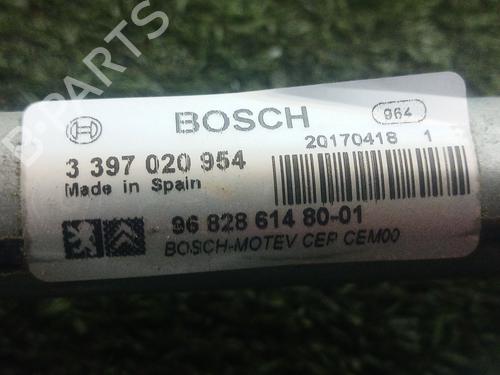 B-PARTS
BOSCH
964
20170418 1
3 397 020 954
Made in Spain
96 828 614 80-01
BOSCH-MOTEV CEP CEM00